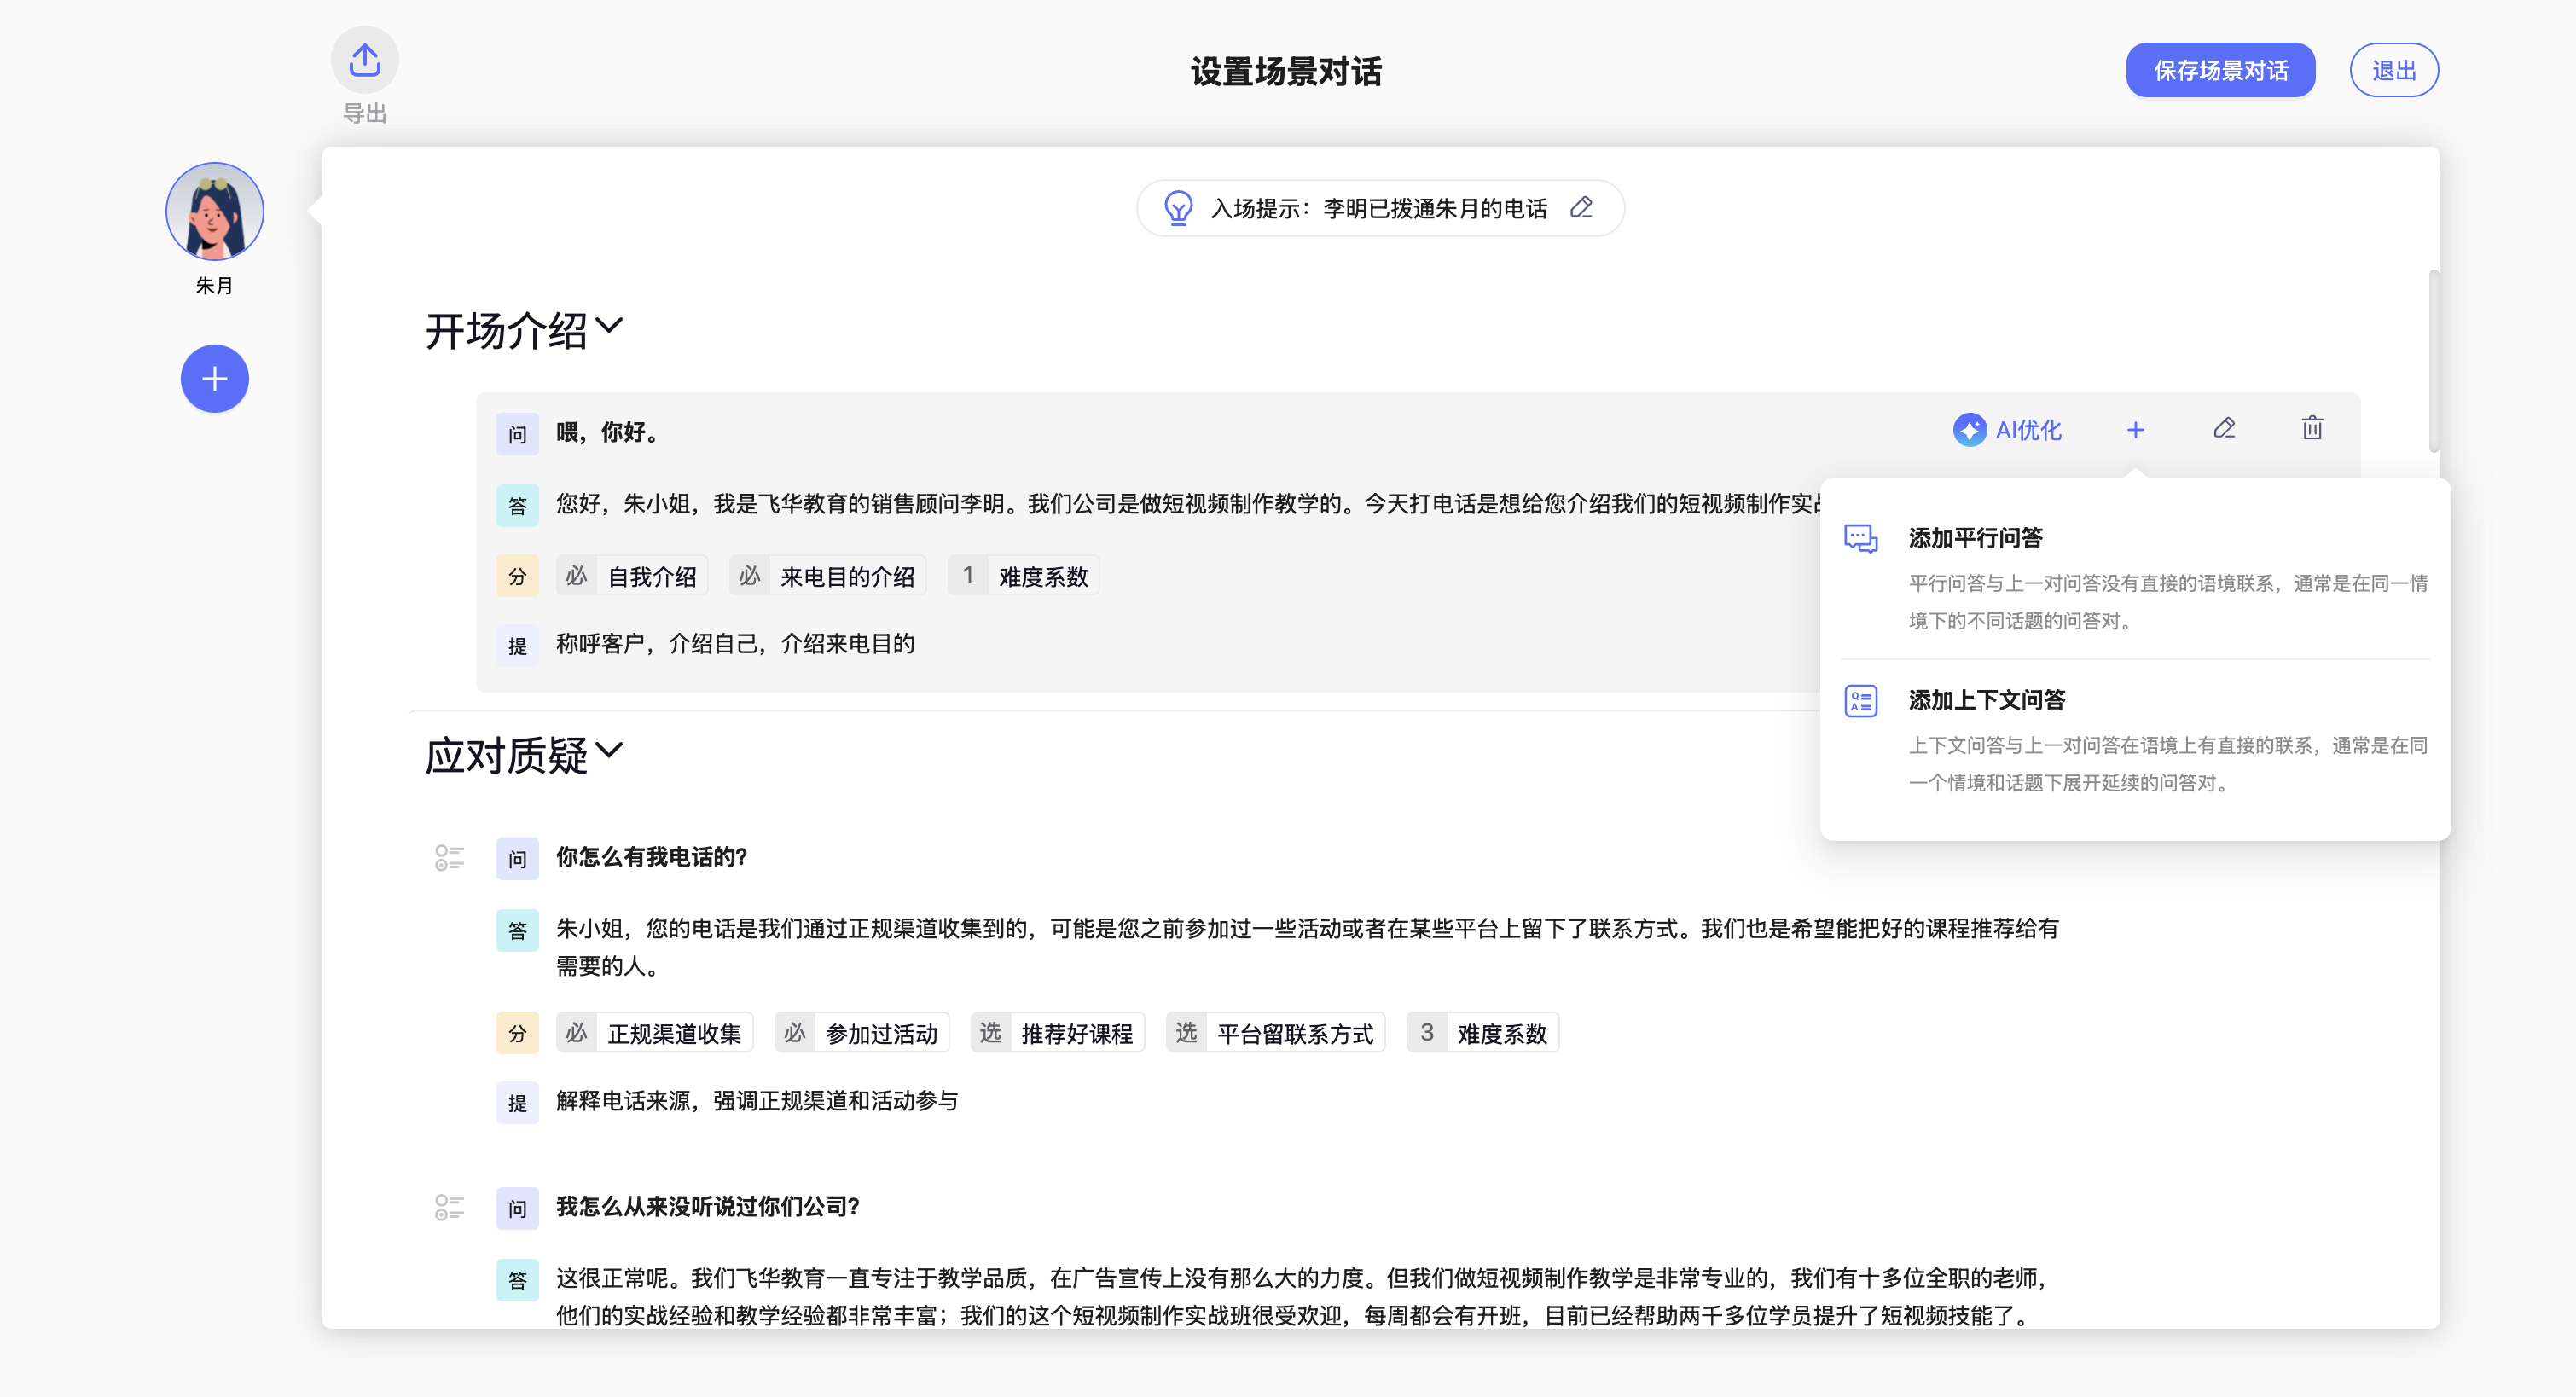 设置场景对话
保存场景对话
退出
导出
朱月
入场提示：李明已拨通朱月的电话
开场介绍
问 喂，你好。
AI优化
答 您好，朱小姐，我是飞华教育的销售顾问李明。我们公司是做短视频制作教学的。今天打电话是想给您介绍我们的短视频制作实
分 必 自我介绍 必 来电目的介绍 1 难度系数
提 称呼客户，介绍自己，介绍来电目的
添加平行问答
平行问答与上一对问答没有直接的语境联系，通常是在同一情
境下的不同话题的问答对。
添加上下文问答
上下文问答与上一对问答在语境上有直接的联系，通常是在同
一个情境和话题下展开延续的问答对。
应对质疑
问 你怎么有我电话的?
答 朱小姐，您的电话是我们通过正规渠道收集到的，可能是您之前参加过一些活动或者在某些平台上留下了联系方式。我们也是希望能把好的课程推荐给有
需要的人。
分 必 正规渠道收集 必 参加过活动 选 推荐好课程 选 平台留联系方式 3 难度系数
提 解释电话来源，强调正规渠道和活动参与
问 我怎么从来没听说过你们公司?
答 这很正常呢。我们飞华教育一直专注于教学品质，在广告宣传上没有那么大的力度。但我们做短视频制作教学是非常专业的，我们有十多位全职的老师，
他们的实战经验和教学经验都非常丰富；我们的这个短视频制作实战班很受欢迎，每周都会有开班，目前已经帮助两千多位学员提升了短视频技能了。